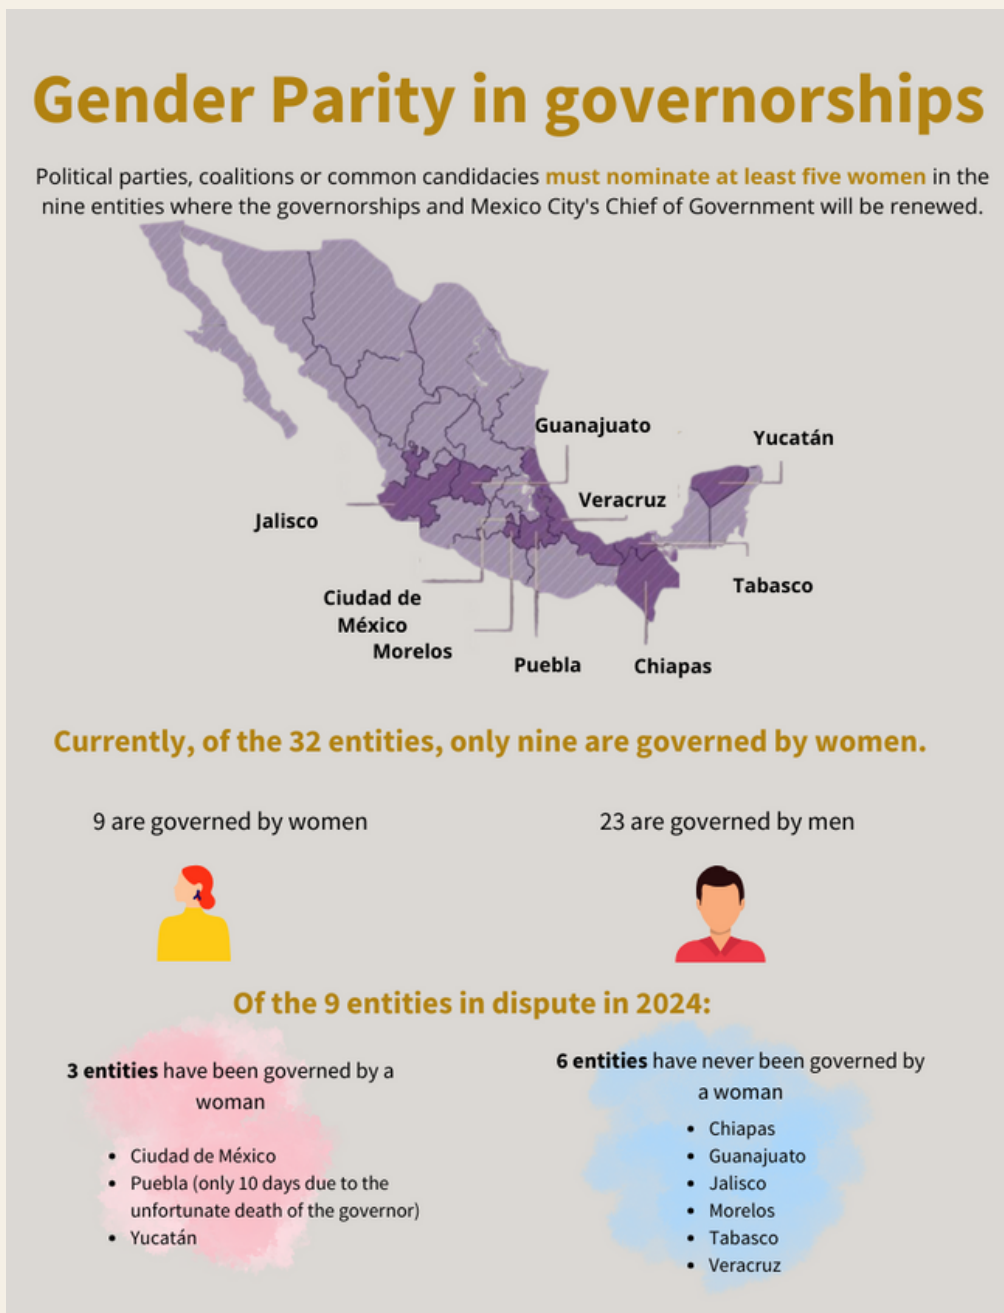 Gender Parity in governorships
Political parties, coalitions or common candidacies must nominate at least five women in the
nine entities where the governorships and Mexico City's Chief of Government will be renewed.
Guanajuato
Yucatán
Veracruz
Jalisco
Tabasco
Ciudad de
México
Morelos
Puebla
Chiapas
Currently, of the 32 entities, only nine are governed by women.
9 are governed by women
23 are governed by men
Of the 9 entities in dispute in 2024:
3 entities have been governed by a
woman
• Ciudad de México
• Puebla (only 10 days due to the
unfortunate death of the governor)
• Yucatán
6 entities have never been governed by
a woman
• Chiapas
• Guanajuato
• Jalisco
• Morelos
• Tabasco
• Veracruz